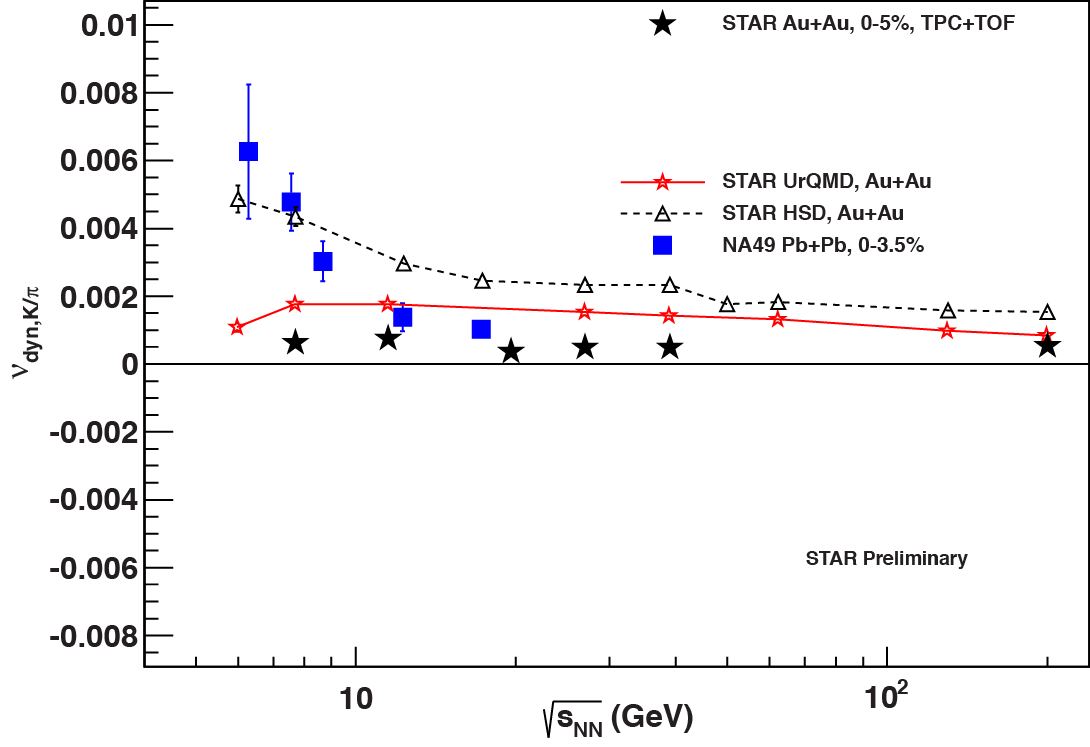 0.01
0.008
0.006
0.004
0.002
0
-0.002
-0.004
-0.006
-0.008
ν dyn,K/π
STAR Au+Au, 0-5%, TPC+TOF
STAR UrQMD, Au+Au
STAR HSD, Au+Au
NA49 Pb+Pb, 0-3.5%
STAR Preliminary
10
10²
√sNN (GeV)